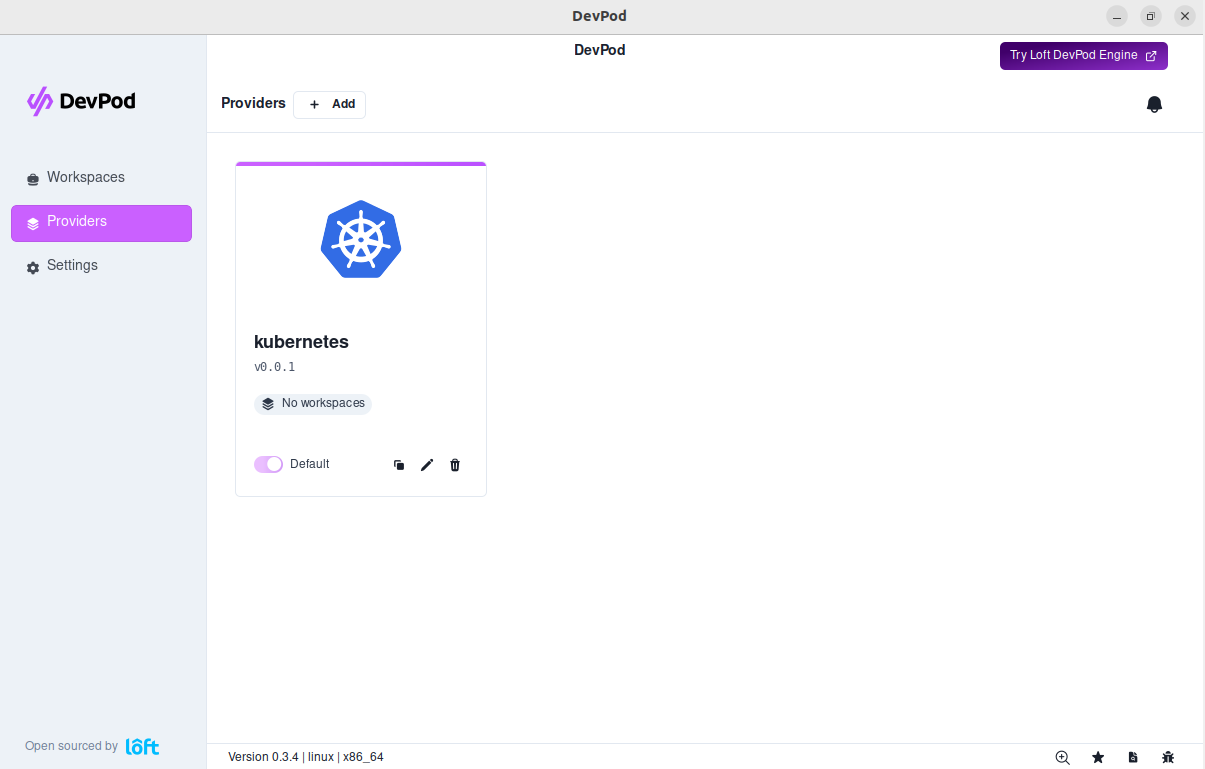 DevPod
DevPod
Try Loft DevPod Engine
DevPod
Providers
Add
Workspaces
Providers
Settings
kubernetes
v0.0.1
No workspaces
Default
Open sourced by
loft
Version 0.3.4 | linux | x86_64